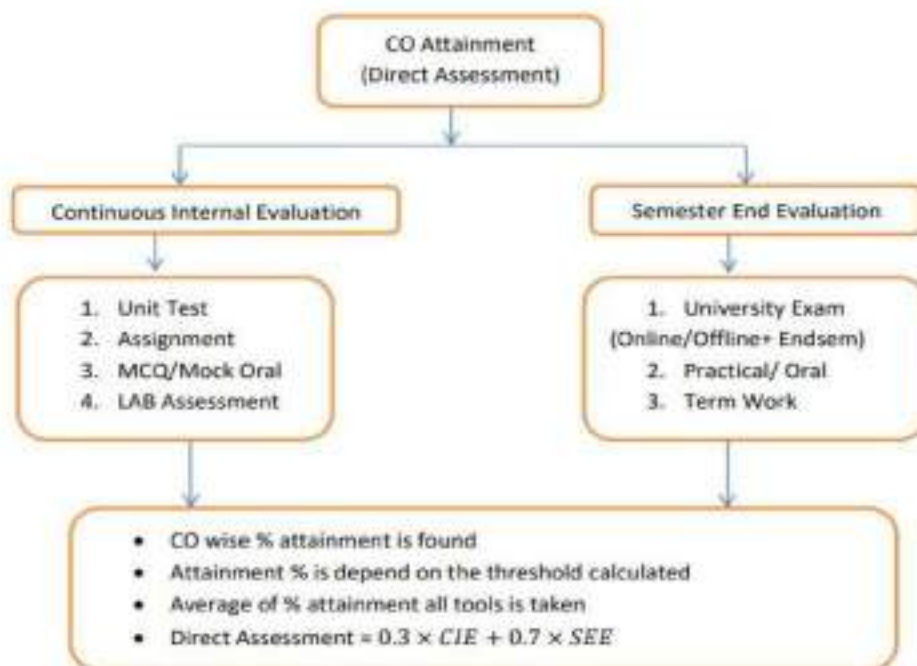 CO Attainment
(Direct Assessment)
Continuous Internal Evaluation
Semester End Evaluation
1. Unit Test
2. Assignment
3. MCQ/Mock Oral
4. LAB Assessment
1. University Exam
(Online/Offline+ Endsem)
2. Practical/ Oral
3. Term Work
• CO wise % attainment is found
• Attainment % is depend on the threshold calculated
• Average of % attainment all tools is taken
• Direct Assessment = 0.3 × CIE + 0.7 × SEE